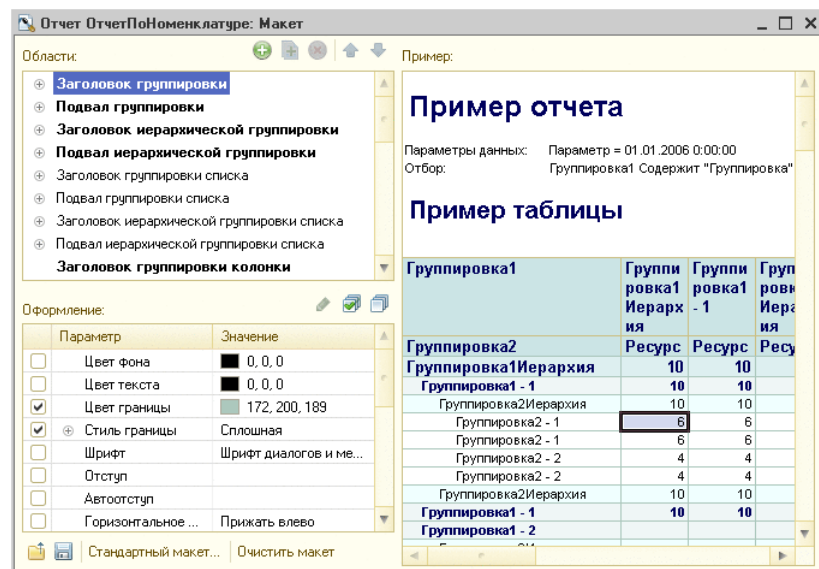 Отчет ОтчетПоНоменклатуре: Макет
Области:
Заголовок группировки
Подвал группировки
Заголовок иерархической группировки
Подвал иерархической группировки
Заголовок группировки списка
Подвал группировки списка
Заголовок иерархической группировки списка
Подвал иерархической группировки списка
Заголовок группировки колонки
Оформление:
Параметр Значение
Цвет фона 0, 0, 0
Цвет текста 0, 0, 0
Цвет границы 172, 200, 189
Стиль границы Сплошная
Шрифт Шрифт диалогов и ме...
Отступ
Автоотступ
Горизонтальное ... Прижать влево
Стандартный макет... Очистить макет
Пример:
Пример отчета
Параметры данных: Параметр = 01.01.2006 0:00:00
Отбор: Группировка1 Содержит "Группировка"
Пример таблицы
Группировка1 Группи Группи Груп
ровка1 ровка1 ровк
Иерарх - 1 Иера
ия ия
Группировка2 Ресурс Ресурс Ресу
Группировка1Иерархия 10 10
Группировка1 - 1 10 10
Группировка2Иерархия 10 10
Группировка2 - 1 6 6
Группировка2 - 1 6 6
Группировка2 - 2 4 4
Группировка2 - 2 4 4
Группировка2Иерархия 10 10
Группировка1 - 1 10 10
Группировка1 - 2